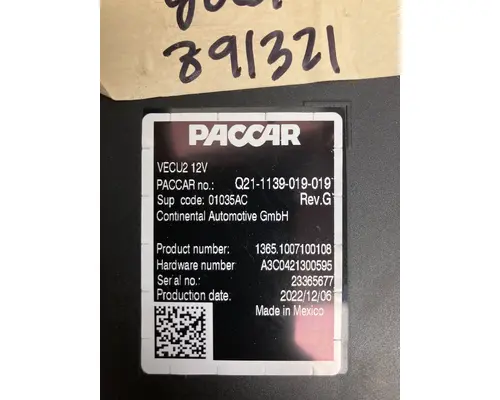 891321
PACCAR
VECU2 12V
PACCAR no.: Q21-1139-019-019
Sup code: 01035AC Rev.G
Continental Automotive GmbH
Product number: 1365.1007100108
Hardware number A3C0421300595
Serial no.: 23365677
Production date. 2022/12/06
Made in Mexico